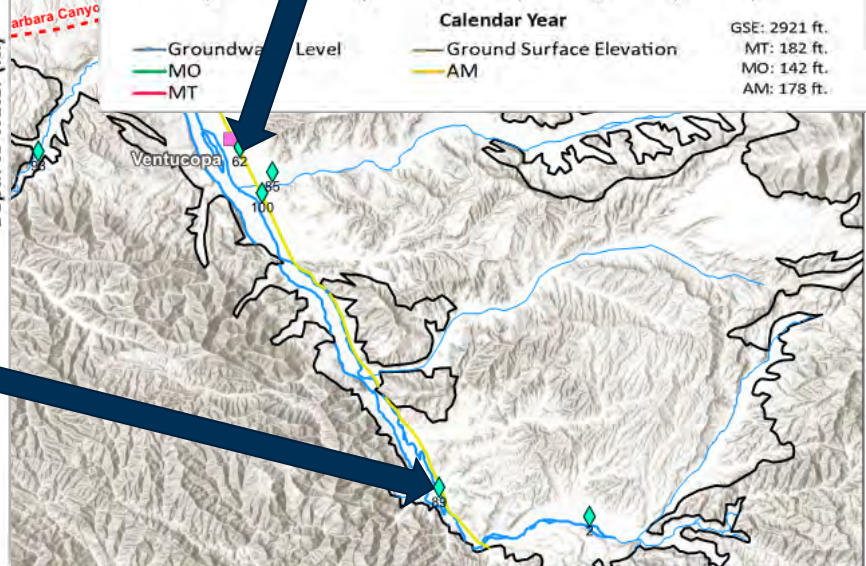 arbara Canyo
Calendar Year
GSE: 2921 ft.
Level
Ground Surface Elevation
MT: 182 ft.
MO
AM
MO: 142 ft.
MT
AM: 178 ft.
Ventucopa
62
85
100
89
2